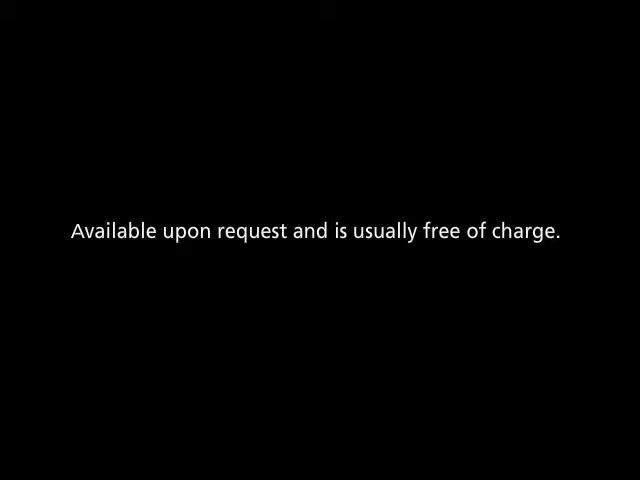 Available upon request and is usually free of charge.